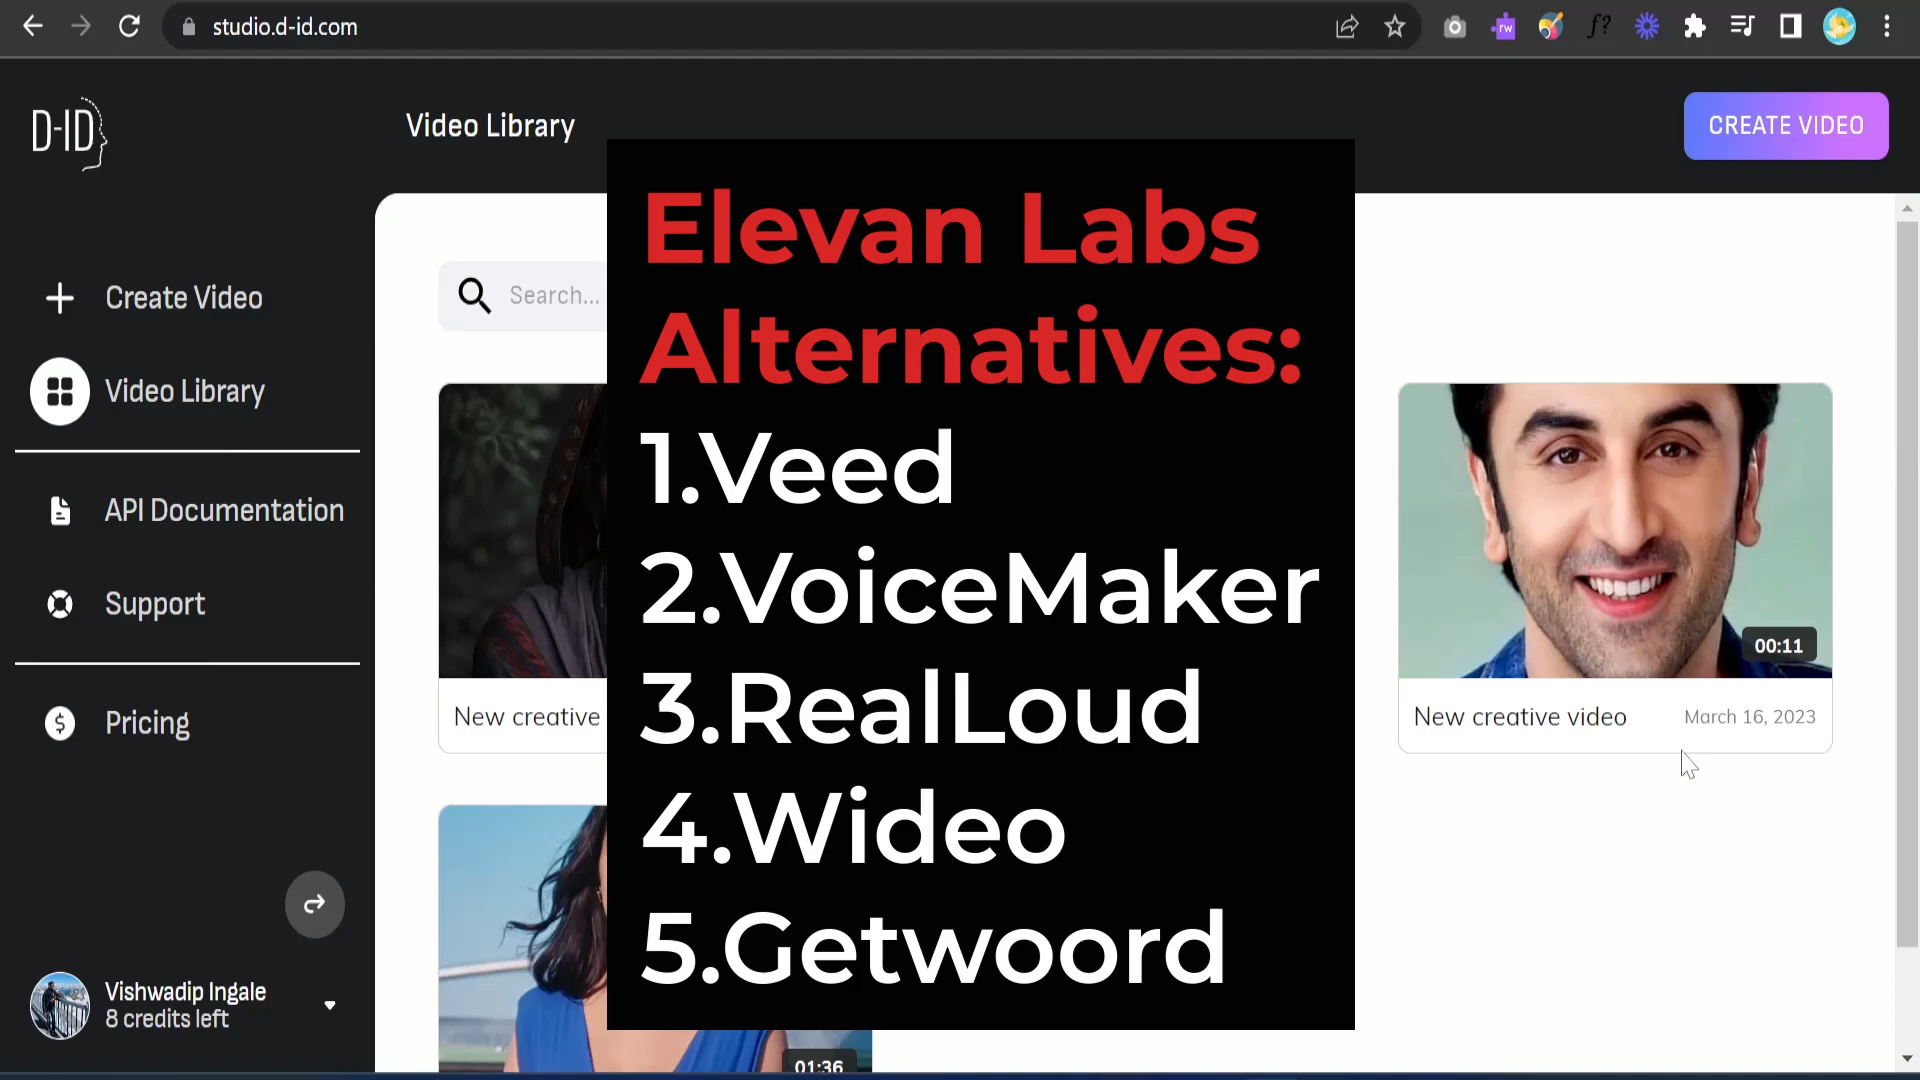 studio.d-id.com
rw
f?
D-ID
Video Library
CREATE VIDEO
Create Video
Video Library
API Documentation
Support
Pricing
Vishwadip Ingale
8 credits left
Search...
New creative
01:36
Elevan Labs
Alternatives:
1.Veed
2.VoiceMaker
3.RealLoud
4.Wideo
5.Getwoord
00:11
New creative video
March 16, 2023